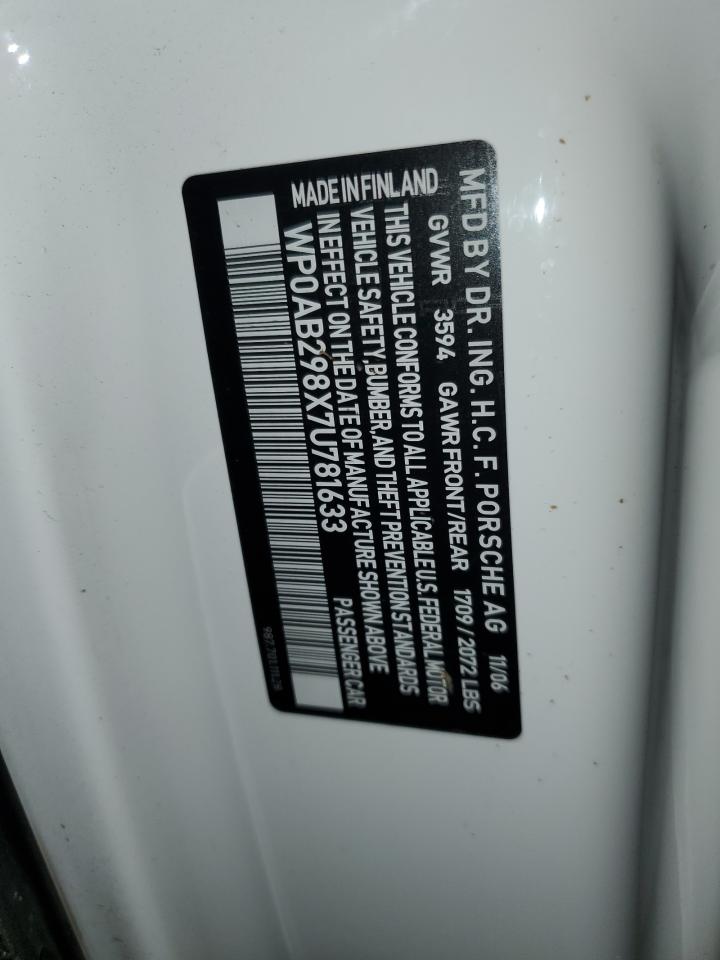 MFD BY DR. ING. H.C. F. PORSCHE AG 11/06
GVWR 3594 GAWR FRONT/REAR 1709/2072 LBS
THIS VEHICLE CONFORMS TO ALL APPLICABLE U.S. FEDERAL MOTOR
VEHICLE SAFETY, BUMBER, AND THEFT PREVENTION STANDARDS
IN EFFECT ON THE DATE OF MANUFACTURE SHOWN ABOVE
MADE IN FINLAND
WP0AB298X7U781633 PASSENGER CAR